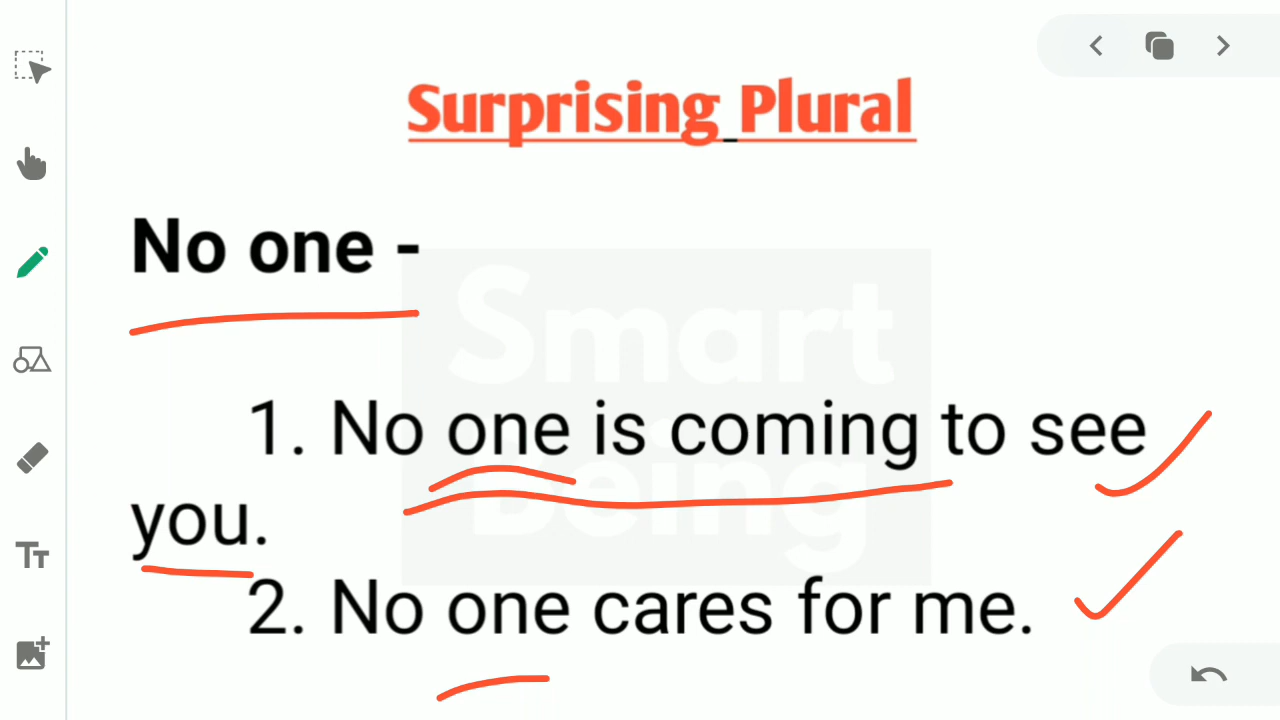 Surprising Plural
No one -
Smart
Being
1. No one is coming to see
you.
2. No one cares for me.
Tт